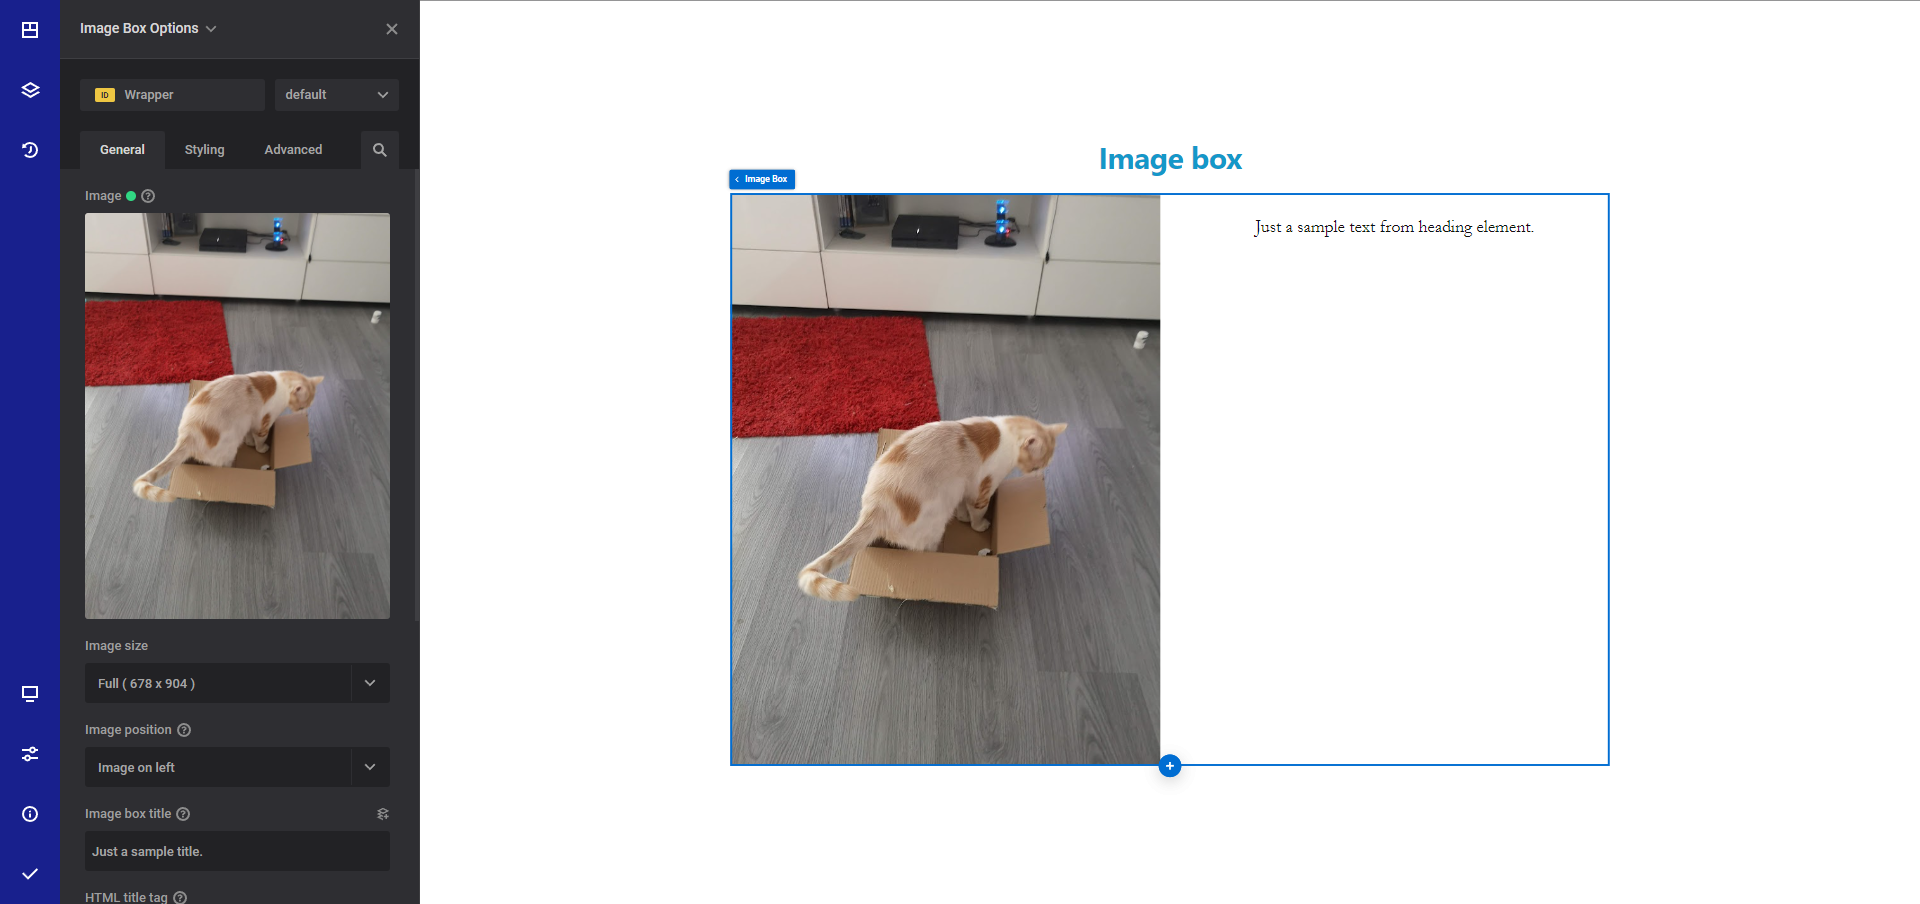 Image Box Options
ID Wrapper
default
General
Styling
Advanced
Image
Image size
Full ( 678 x 904 )
Image position
Image on left
Image box title
Just a sample title.
HTML title tag
Image box
Image Box
Just a sample text from heading element.